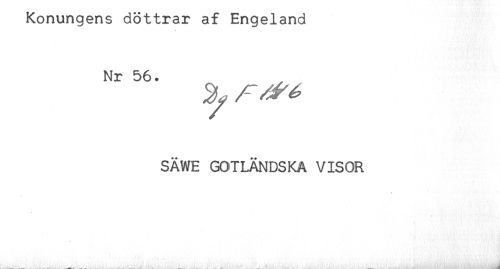 Konungens döttrar af Engeland
Nr 56.
Dg F
SÄWE GOTLÄNDSKA VISOR